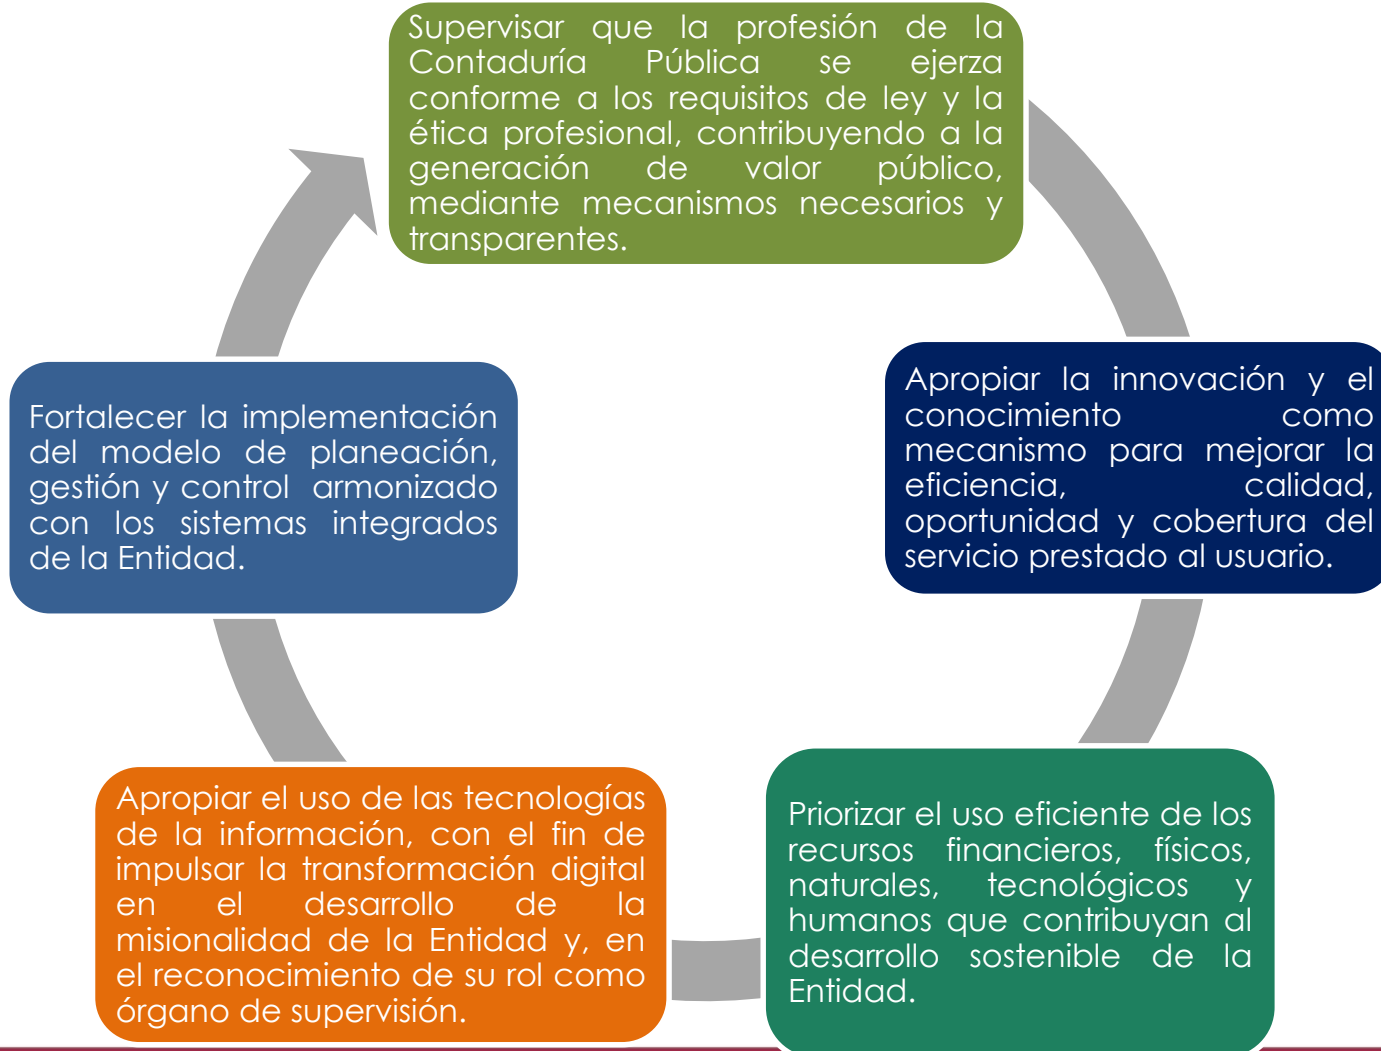 Supervisar que la profesión de la
Contaduría Pública se ejerza
conforme a los requisitos de ley y la
ética profesional, contribuyendo a la
generación de valor público,
mediante mecanismos necesarios y
transparentes.
Apropiar la innovación y el
conocimiento como
mecanismo para mejorar la
eficiencia, calidad,
oportunidad y cobertura del
servicio prestado al usuario.
Priorizar el uso eficiente de los
recursos financieros, físicos,
naturales, tecnológicos y
humanos que contribuyan al
desarrollo sostenible de la
Entidad.
Apropiar el uso de las tecnologías
de la información, con el fin de
impulsar la transformación digital
en el desarrollo de la
misionalidad de la Entidad y, en
el reconocimiento de su rol como
órgano de supervisión.
Fortalecer la implementación
del modelo de planeación,
gestión y control armonizado
con los sistemas integrados
de la Entidad.